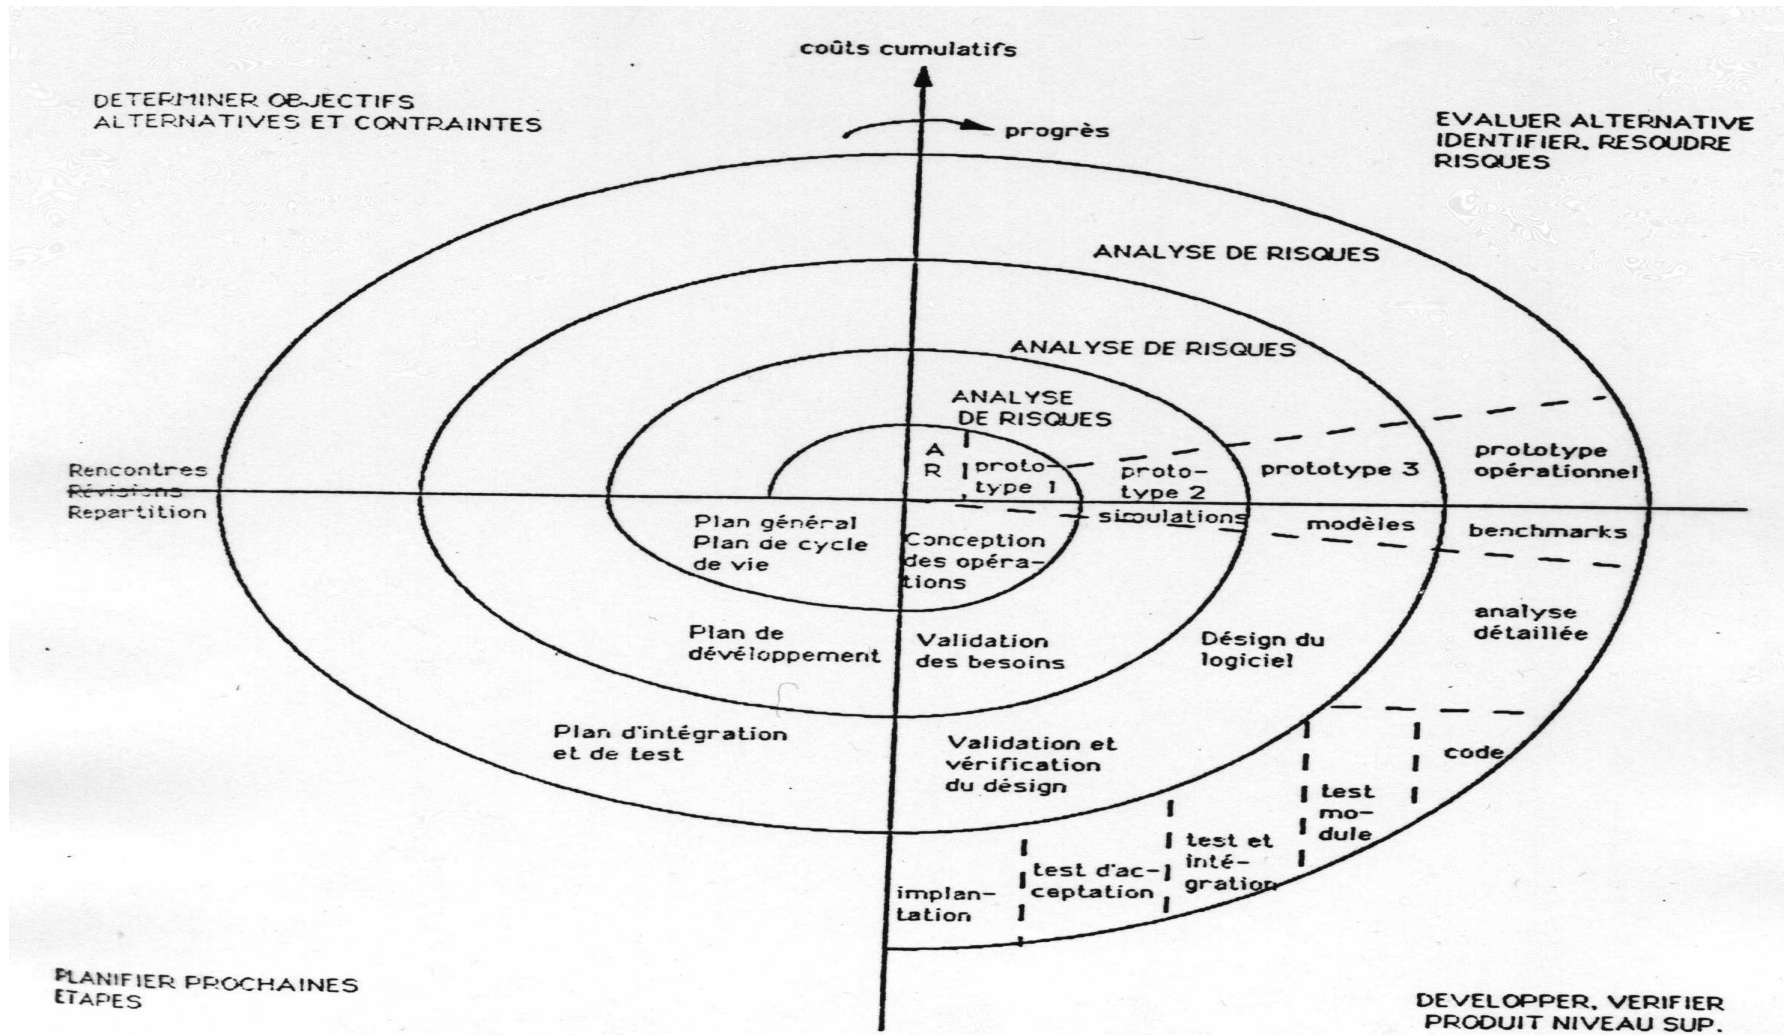 coûts cumulatifs
DETERMINER OBJECTIFS
ALTERNATIVES ET CONTRAINTES
progrès
EVALUER ALTERNATIVE
IDENTIFIER, RESOUDRE
RISQUES
ANALYSE DE RISQUES
ANALYSE DE RISQUES
ANALYSE
DE RISQUES
A
R
proto-
type 1
proto-
type 2
prototype 3
prototype
opérationnel
Rencontres
Révisions
Repartition
simulations
modèles
benchmarks
Plan général
Plan de cycle
de vie
Conception
des opéra-
tions
analyse
détaillée
Plan de
développement
Validation
des besoins
Désign du
logiciel
Plan d'intégration
et de test
Validation et
vérification
du désign
code
test
mo-
dule
test et
inté-
gration
test d'ac-
ceptation
implan-
tation
PLANIFIER PROCHAINES
ETAPES
DEVELOPPER, VERIFIER
PRODUIT NIVEAU SUP.